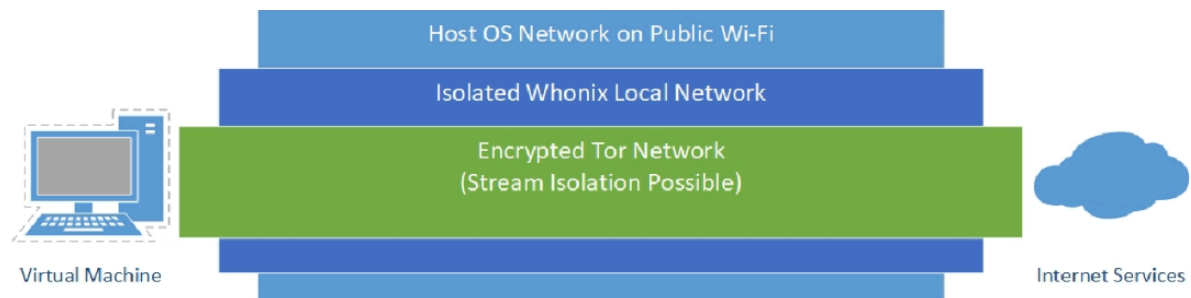 Host OS Network on Public Wi-Fi
Isolated Whonix Local Network
Encrypted Tor Network
(Stream Isolation Possible)
Virtual Machine
Internet Services